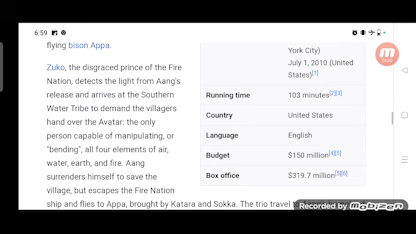 6:59
flying bison Appa.
Zuko, the disgraced prince of the Fire
Nation, detects the light from Aang's
release and arrives at the Southern
Water Tribe to demand the villagers
hand over the Avatar: the only
person capable of manipulating, or
"bending", all four elements of air,
water, earth, and fire. Aang
surrenders himself to save the
village, but escapes the Fire Nation
ship and flies to Appa, brought by Katara and Sokka. The trio travel
York City)
July 1, 2010 (United
States)[1]
Running time 103 minutes[2][3]
Country United States
Language English
Budget $150 million[4][5]
Box office $319.7 million[5][6]
Recorded by
mobizen